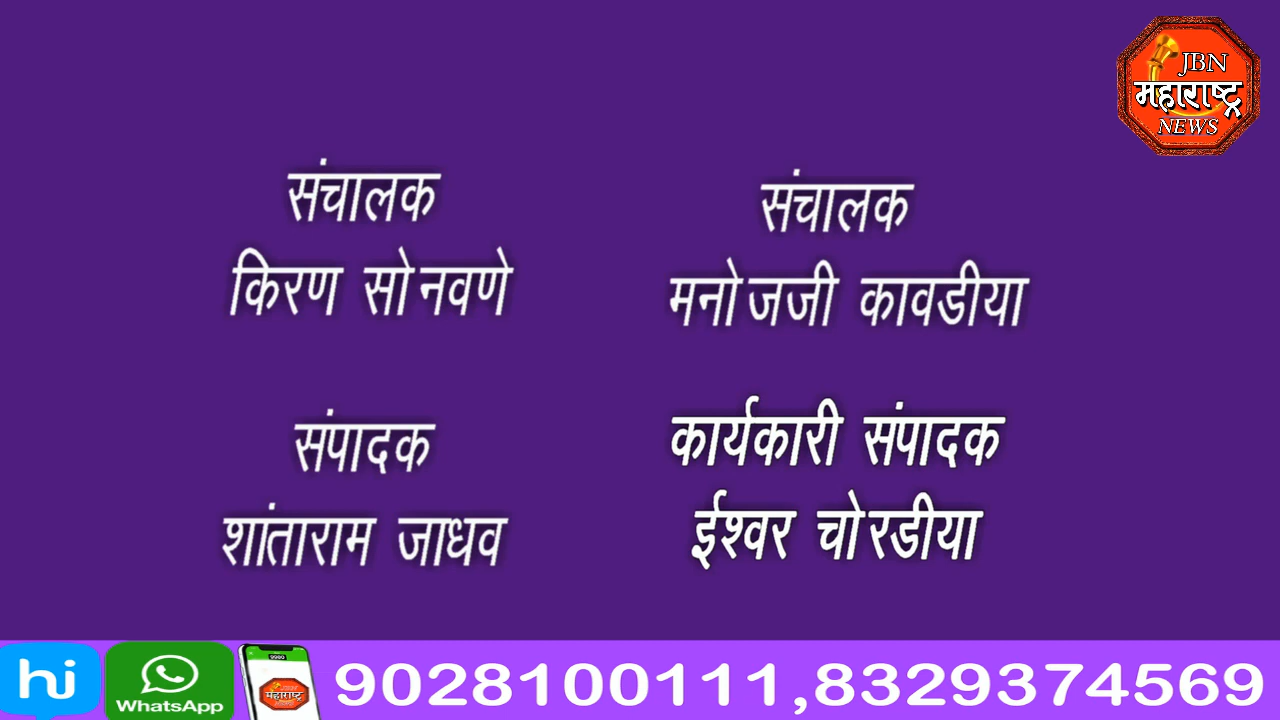 JBN
महाराष्ट्र
NEWS
संचालक
किरण सोनवणे
संचालक
मनोजजी कावडीया
संपादक
शांताराम जाधव
कार्यकारी संपादक
ईश्वर चोरडीया
hi
WhatsApp
महाराष्ट्र
9028100111,8329374569